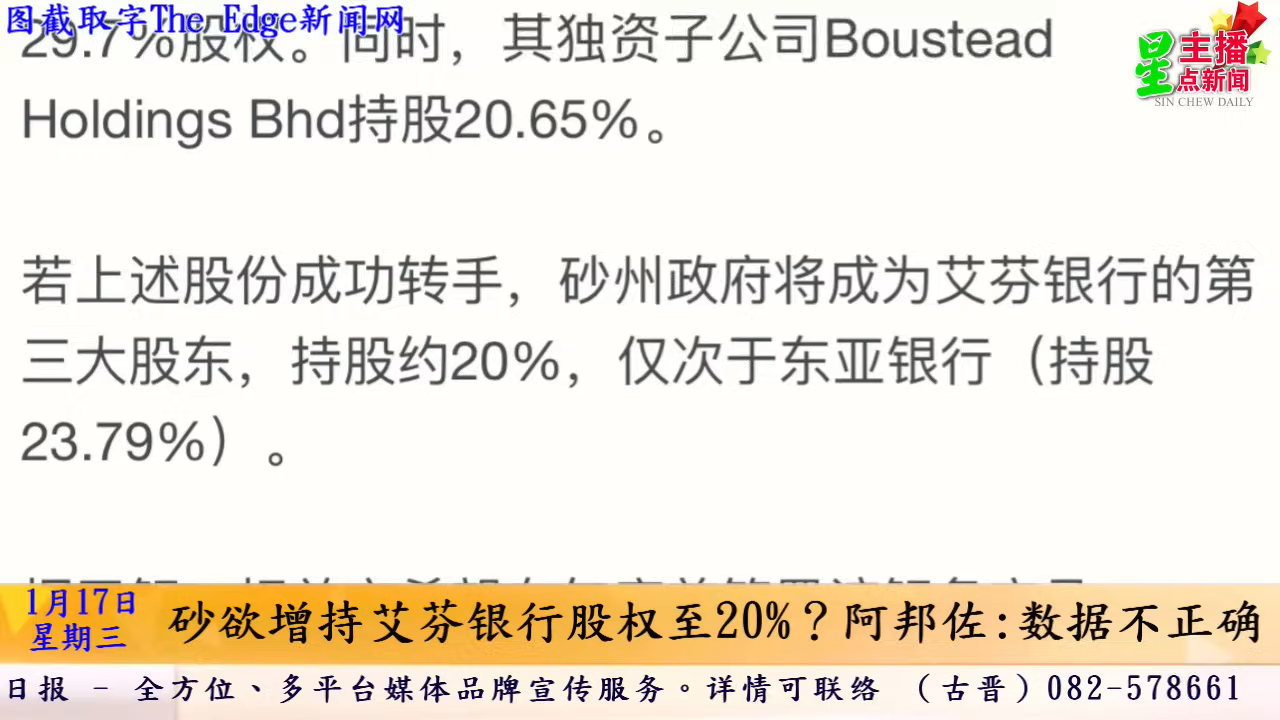 图截取字The Edge新闻网
29.7%股权。同时，其独资子公司Boustead
Holdings Bhd持股20.65%。
星主播
点新闻
SIN CHEW DAILY
若上述股份成功转手，砂州政府将成为艾芬银行的第
三大股东，持股约20%，仅次于东亚银行（持股
23.79%）。
1月17日
星期三
砂欲增持艾芬银行股权至20%？阿邦佐:数据不正确
日报 - 全方位、多平台媒体品牌宣传服务。详情可联络 （古晋）082-578661